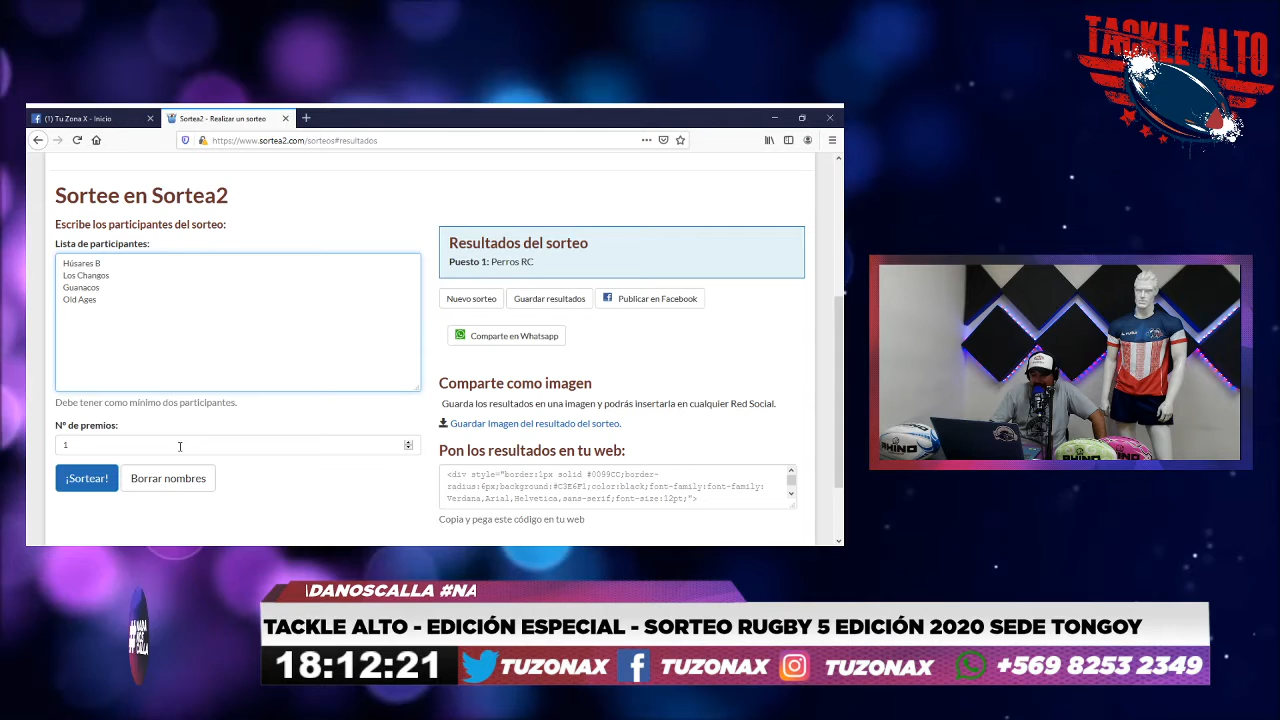 TACKLE ALTO
(1) Tu Zona X - Inicio
Sortea2 - Realizar un sorteo
https://www.sortea2.com/sorteos#resultados
Sortee en Sortea2
Escribe los participantes del sorteo:
Lista de participantes:
Húsares B
Los Changos
Guanacos
Old Ages
Debe tener como mínimo dos participantes.
Nº de premios:
1
¡Sortear!
Borrar nombres
Resultados del sorteo
Puesto 1: Perros RC
Nuevo sorteo
Guardar resultados
Publicar en Facebook
Comparte en Whatsapp
Comparte como imagen
Guarda los resultados en una imagen y podrás insertarla en cualquier Red Social.
Guardar Imagen del resultado del sorteo.
Pon los resultados en tu web:
<div style="border:1px solid #0099CC;border-
radius:6px;background:#C3E6F1;color:black;font-family:font-family:
Verdana,Arial,Helvetica,sans-serif;font-size:12pt;">
Copia y pega este código en tu web
RHINO
RHINO
DANOSCALLA #NA
TACKLE ALTO - EDICIÓN ESPECIAL - SORTEO RUGBY 5 EDICIÓN 2020 SEDE TONGOY
18:12:21
TUZONAX
TUZONAX
TUZONAX
+569 8253 2349